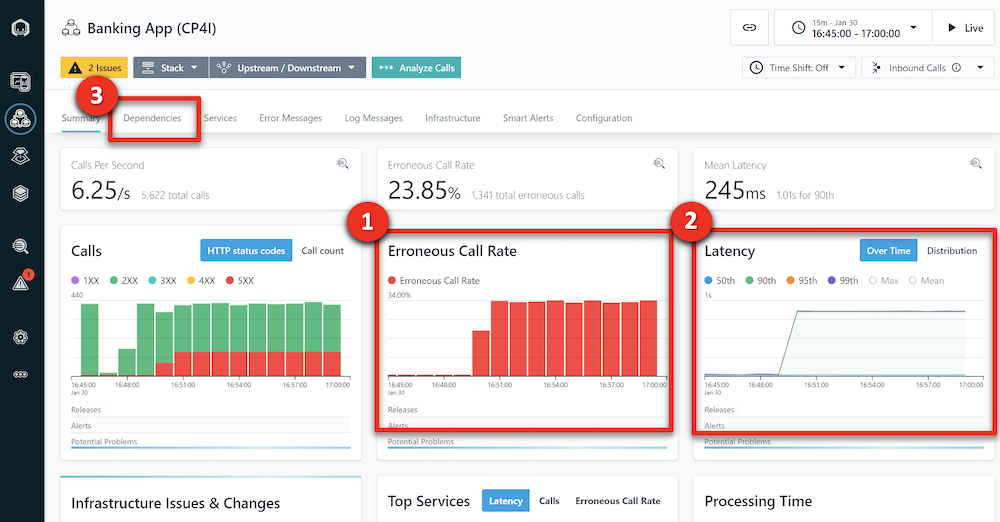 Banking App (CP4I)
15m - Jan 30
16:45:00 - 17:00:00
Live
2 Issues
Stack
Upstream / Downstream
Analyze Calls
Time Shift: Off
Inbound Calls
3
Summary
Dependencies
Services
Error Messages
Log Messages
Infrastructure
Smart Alerts
Configuration
Calls Per Second
6.25/s 5,622 total calls
Erroneous Call Rate
23.85% 1,341 total erroneous calls
Mean Latency
245ms 1.01s for 90th
1
2
1
Calls
HTTP status codes
Call count
1XX 2XX 3XX 4XX 5XX
440
16:45:00 16:48:00 16:51:00 16:54:00 16:57:00 17:00:00
Jan 30
Releases
Alerts
Potential Problems
Erroneous Call Rate
Erroneous Call Rate
34.00%
16:45:00 16:48:00 16:51:00 16:54:00 16:57:00 17:00:00
Jan 30
Releases
Alerts
Potential Problems
Latency
Over Time
Distribution
50th 90th 95th 99th Max Mean
1s
16:45:00 16:48:00 16:51:00 16:54:00 16:57:00 17:00:00
Jan 30
Releases
Alerts
Potential Problems
Infrastructure Issues & Changes
Top Services
Latency
Calls
Erroneous Call Rate
Processing Time